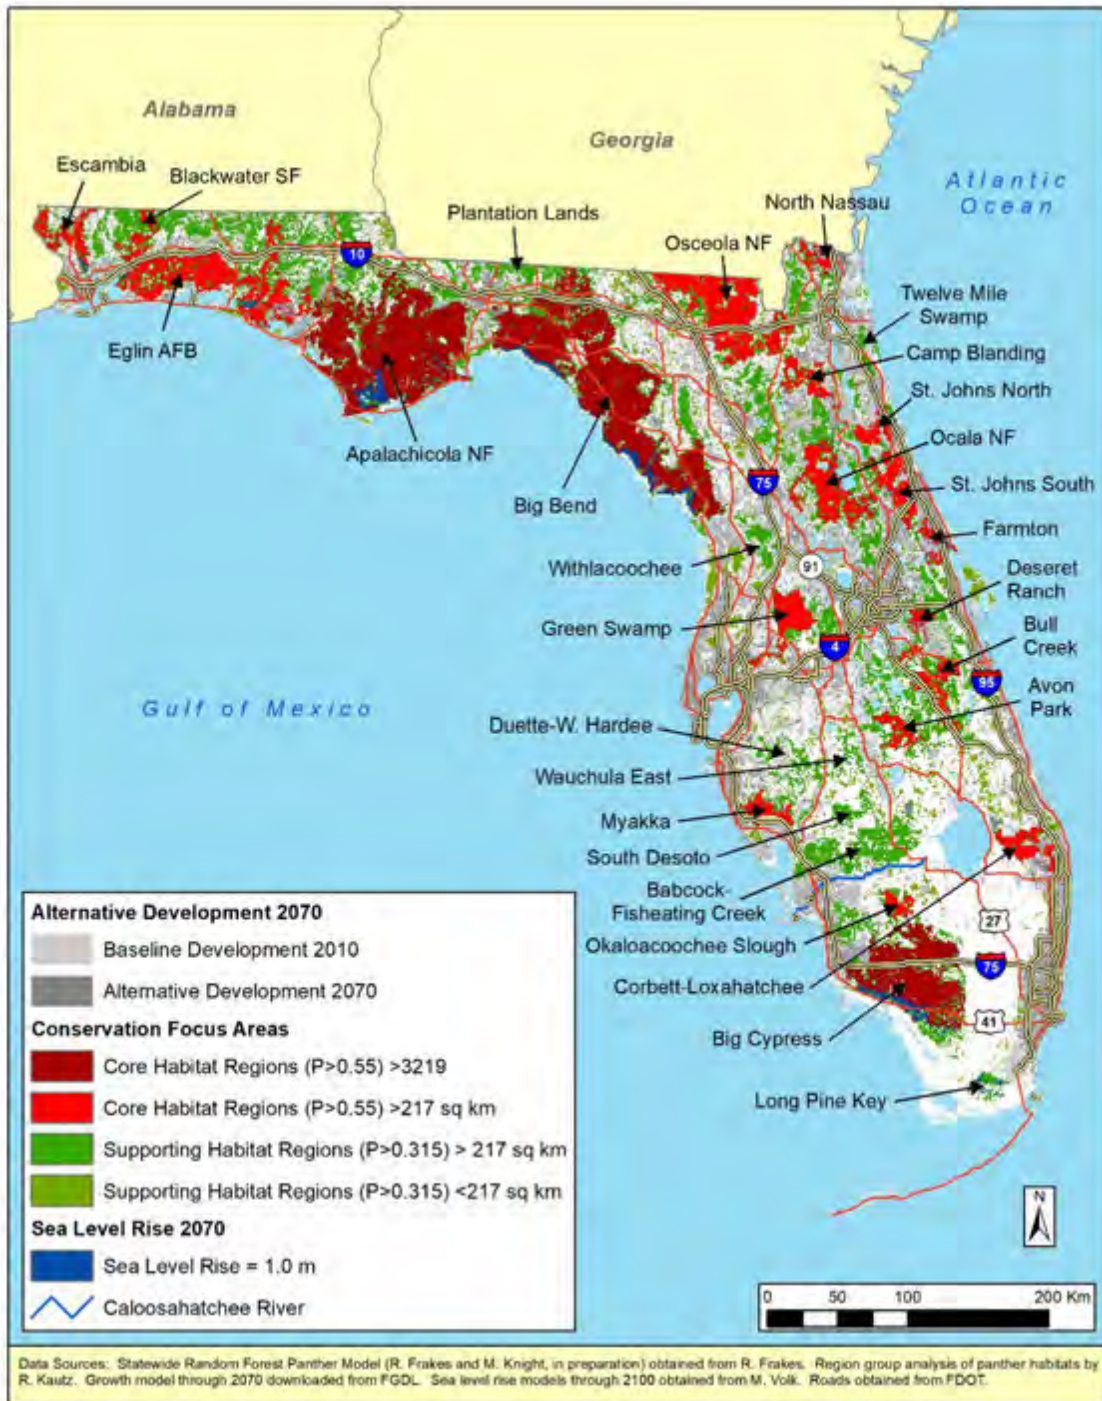 Alabama
Georgia
Atlantic
Ocean
Escambia
Blackwater SF
Plantation Lands
North Nassau
Osceola NF
10
Twelve Mile
Swamp
Eglin AFB
Camp Blanding
St. Johns North
Apalachicola NF
Ocala NF
Big Bend
75
St. Johns South
Farmton
Withlacoochee
91
Deseret
Ranch
Green Swamp
4
Bull
Creek
95
Avon
Park
Gulf of Mexico
Duette-W. Hardee
Wauchula East
Myakka
South Desoto
Babcock-
Fisheating Creek
Okaloacoochee Slough
27
75
Corbett-Loxahatchee
41
Big Cypress
Long Pine Key
Alternative Development 2070
Baseline Development 2010
Alternative Development 2070
Conservation Focus Areas
Core Habitat Regions (P>0.55) >3219
Core Habitat Regions (P>0.55) >217 sq km
Supporting Habitat Regions (P>0.315) > 217 sq km
Supporting Habitat Regions (P>0.315) <217 sq km
Sea Level Rise 2070
Sea Level Rise = 1.0 m
Caloosahatchee River
N
0 50 100 200 Km
Data Sources: Statewide Random Forest Panther Model (R. Frakes and M. Knight, in preparation) obtained from R. Frakes. Region group analysis of panther habitats by
R. Kautz. Growth model through 2070 downloaded from FGDL. Sea level rise models through 2100 obtained from M. Volk. Roads obtained from FDOT.